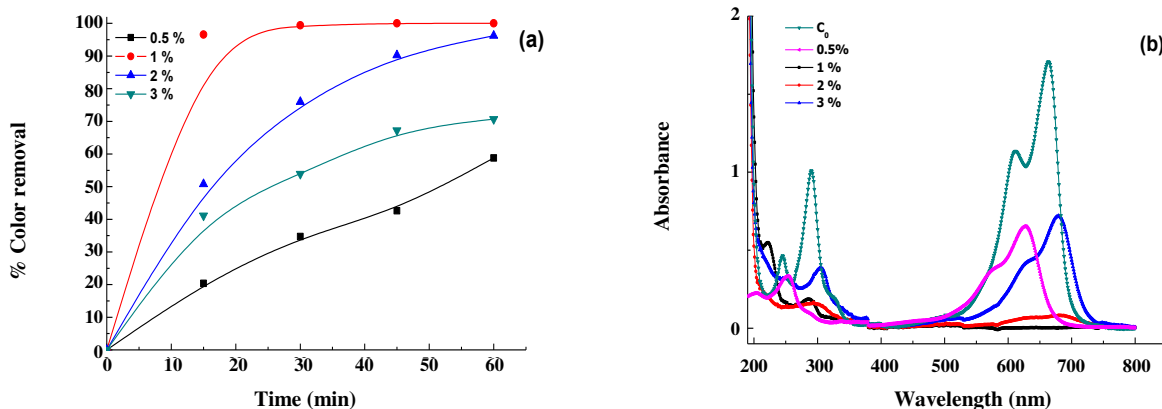 (a)
100
90
80
70
60
50
40
30
20
10
0
% Color removal
0.5 %
1 %
2 %
3 %
0 10 20 30 40 50 60
Time (min)
(b)
2
1
0
Absorbance
C₀
0.5%
1 %
2 %
3 %
200 300 400 500 600 700 800
Wavelength (nm)